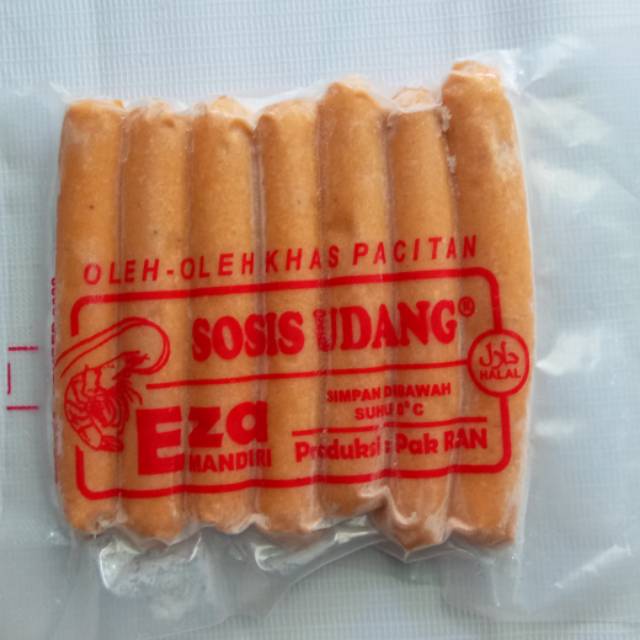 OLEH-OLEH KHAS PACITAN
SOSIS UDANG®
حلال
HALAL
Eza
MANDIRI
SIMPAN DIBAWAH
SUHU 0° C
Produksi: Pak RAN